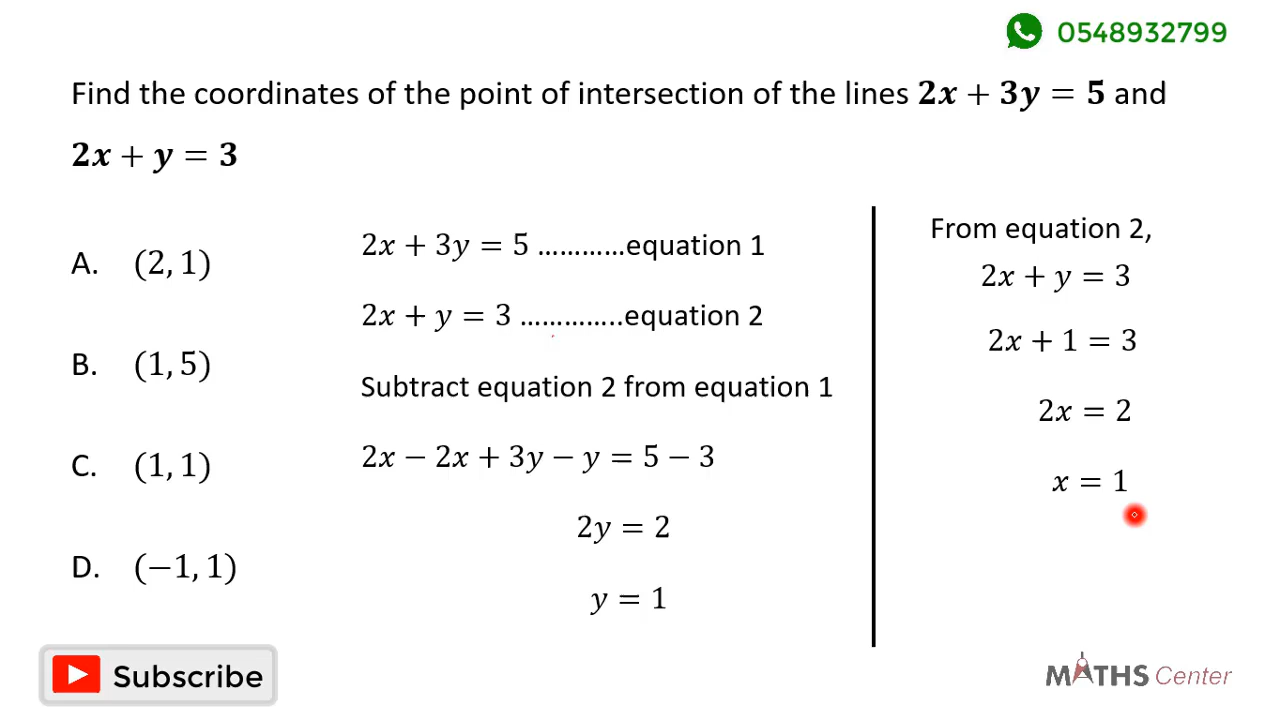 0548932799
Find the coordinates of the point of intersection of the lines 2x + 3y = 5 and
2x + y = 3
A. (2, 1)
B. (1, 5)
C. (1, 1)
D. (−1, 1)
2x + 3y = 5 …………equation 1
2x + y = 3 …………..equation 2
Subtract equation 2 from equation 1
2x − 2x + 3y − y = 5 − 3
2y = 2
y = 1
From equation 2,
2x + y = 3
2x + 1 = 3
2x = 2
x = 1
Subscribe
MATHS Center